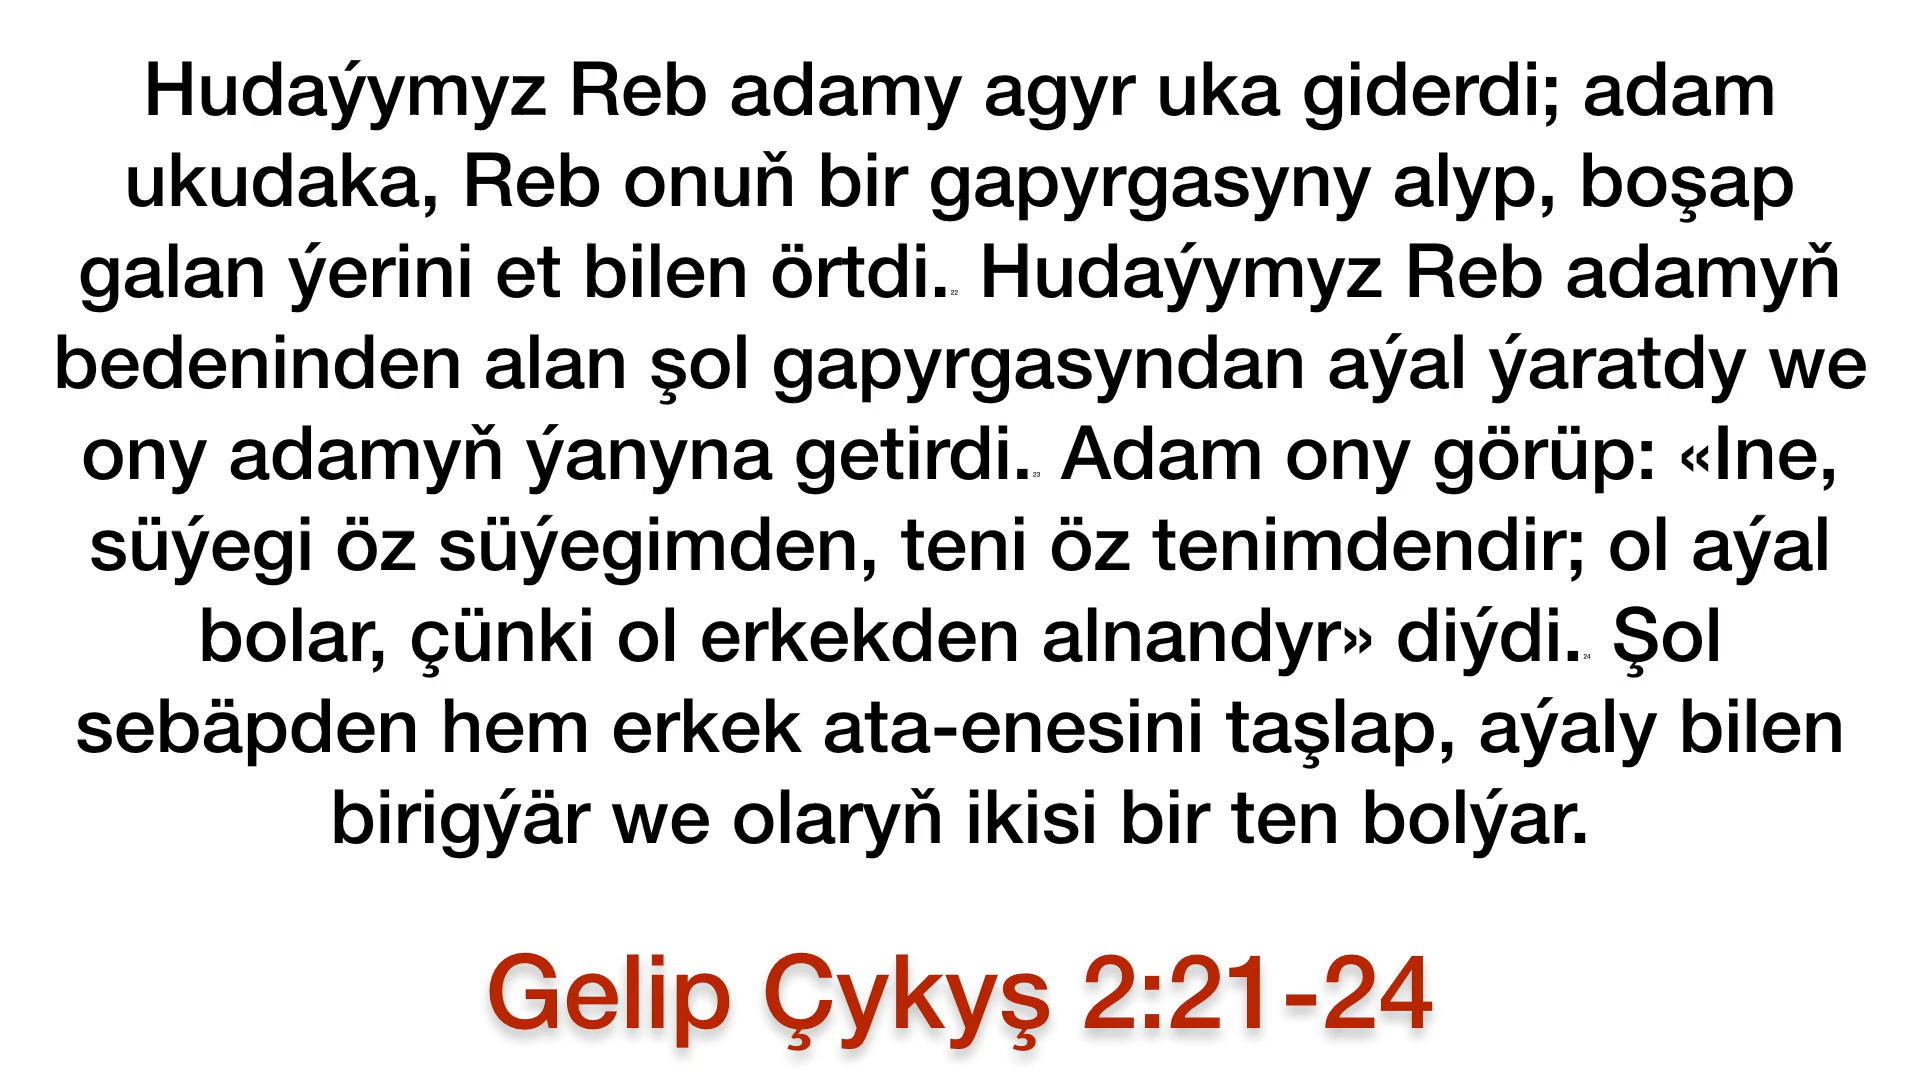 Hudaýymyz Reb adamy agyr uka giderdi; adam
ukudaka, Reb onuň bir gapyrgasyny alyp, boşap
galan ýerini et bilen örtdi.22 Hudaýymyz Reb adamyň
bedeninden alan şol gapyrgasyndan aýal ýaratdy we
ony adamyň ýanyna getirdi.23 Adam ony görüp: «Ine,
süýegi öz süýegimden, teni öz tenimdendir; ol aýal
bolar, çünki ol erkekden alnandyr» diýdi.24 Şol
sebäpden hem erkek ata-enesini taşlap, aýaly bilen
birigýär we olaryň ikisi bir ten bolýar.
Gelip Çykyş 2:21-24